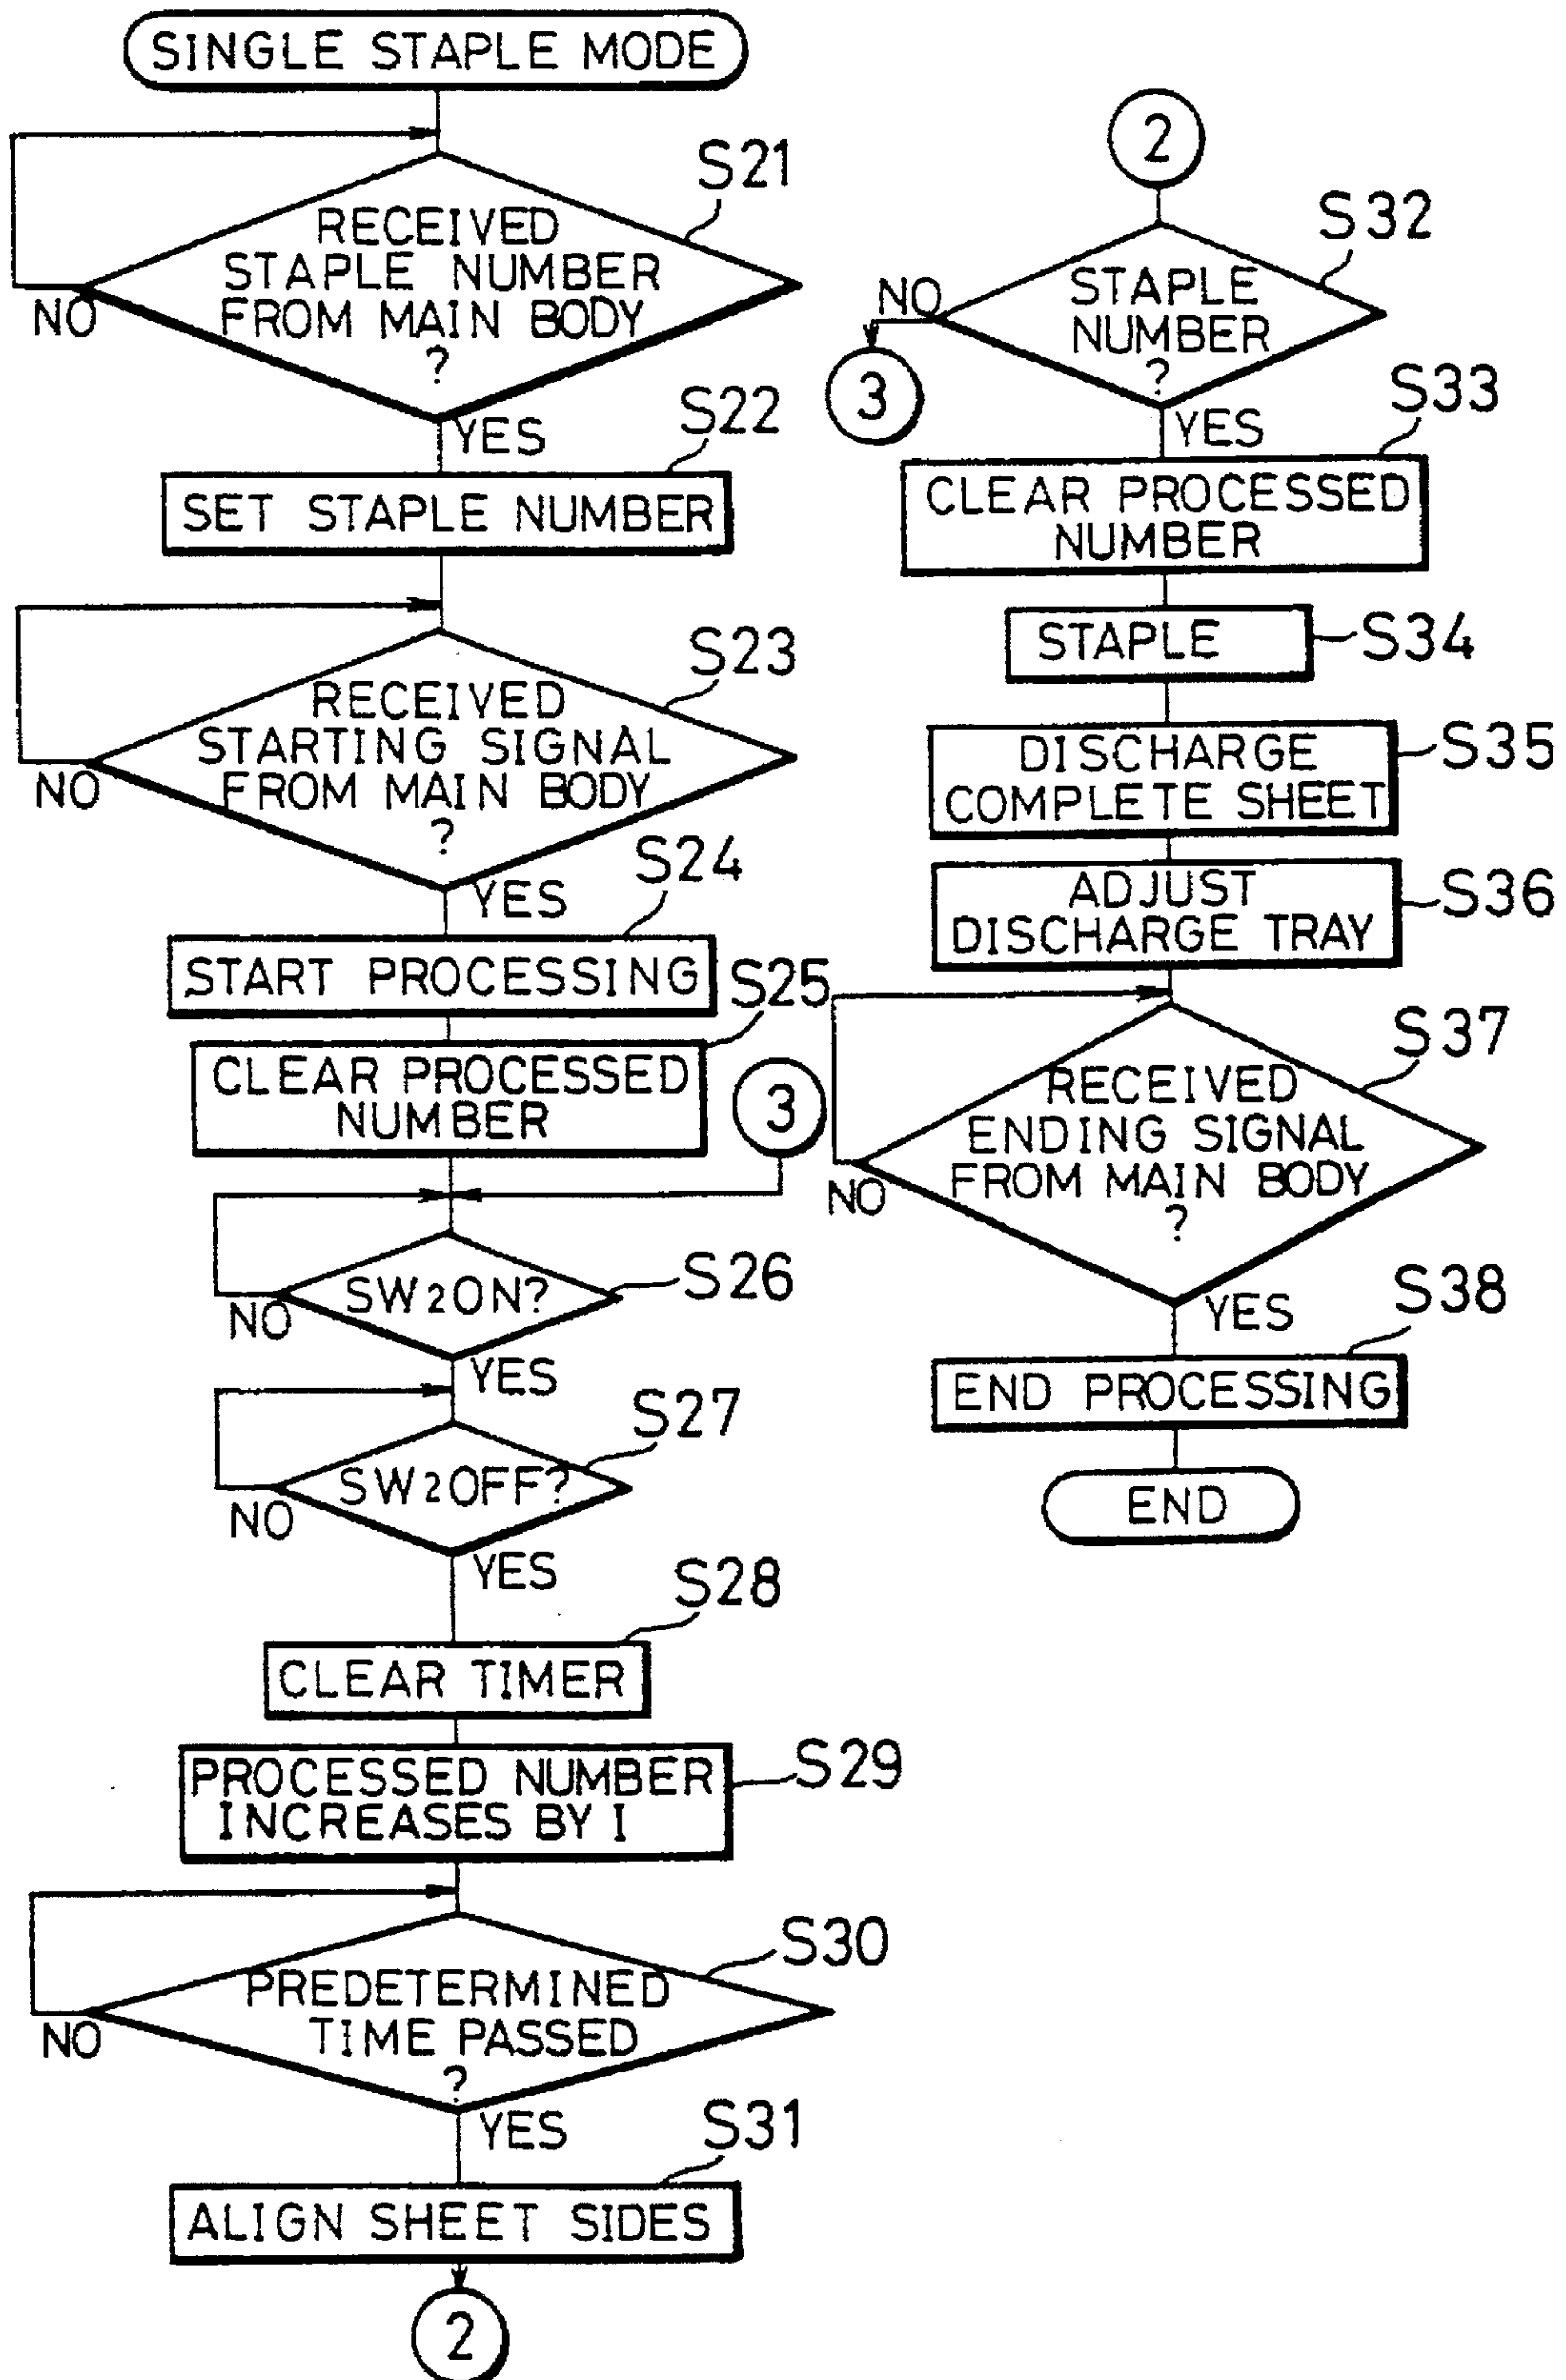 SINGLE STAPLE MODE
S21
RECEIVED
STAPLE NUMBER
FROM MAIN BODY
?
NO
YES
S22
SET STAPLE NUMBER
S23
RECEIVED
STARTING SIGNAL
FROM MAIN BODY
?
NO
YES
S24
START PROCESSING
S25
CLEAR PROCESSED
NUMBER
3
S26
SW2ON?
NO
YES
S27
SW2OFF?
NO
YES
S28
CLEAR TIMER
S29
PROCESSED NUMBER
INCREASES BY 1
S30
PREDETERMINED
TIME PASSED
?
NO
YES
S31
ALIGN SHEET SIDES
2
2
S32
STAPLE
NUMBER
?
NO
3
YES
S33
CLEAR PROCESSED
NUMBER
STAPLE
S34
DISCHARGE
COMPLETE SHEET
S35
ADJUST
DISCHARGE TRAY
S36
S37
RECEIVED
ENDING SIGNAL
FROM MAIN BODY
?
NO
YES
S38
END PROCESSING
END